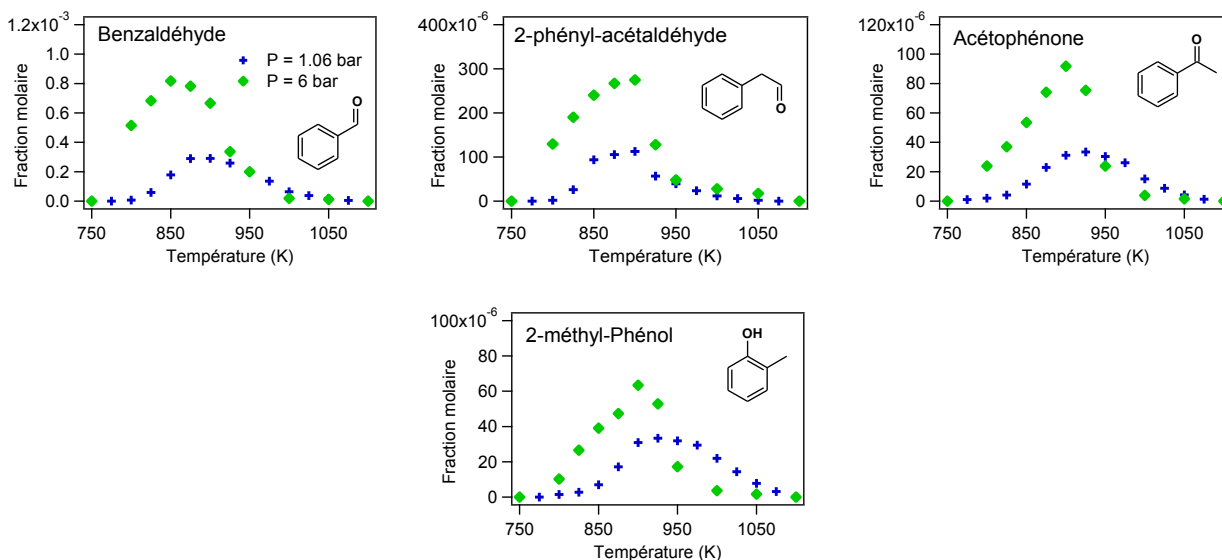 Benzaldéhyde
1.2x10-3
1.0
0.8
0.6
0.4
0.2
0.0
Fraction molaire
P = 1.06 bar
P = 6 bar
O
750 850 950 1050
Température (K)
2-phényl-acétaldéhyde
400x10-6
300
200
100
0
Fraction molaire
O
750 850 950 1050
Température (K)
Acétophénone
120x10-6
100
80
60
40
20
0
Fraction molaire
O
750 850 950 1050
Température (K)
2-méthyl-Phénol
100x10-6
80
60
40
20
0
Fraction molaire
OH
750 850 950 1050
Température (K)